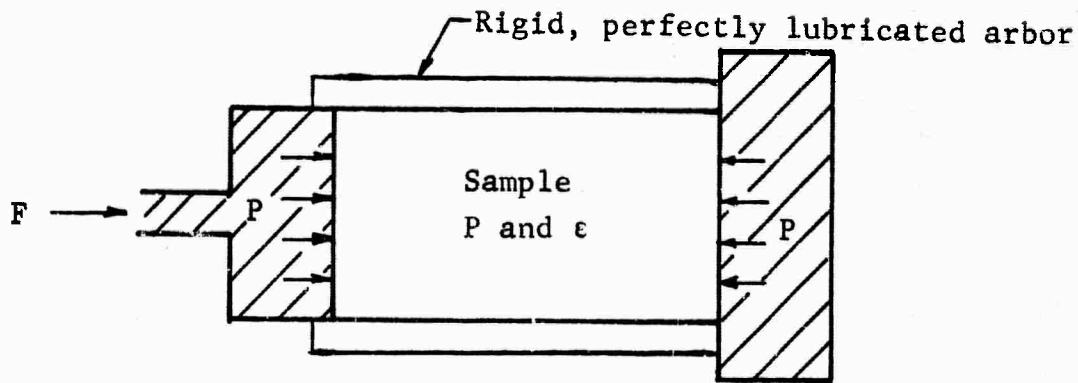 Rigid, perfectly lubricated arbor
Sample
F P P and ε P